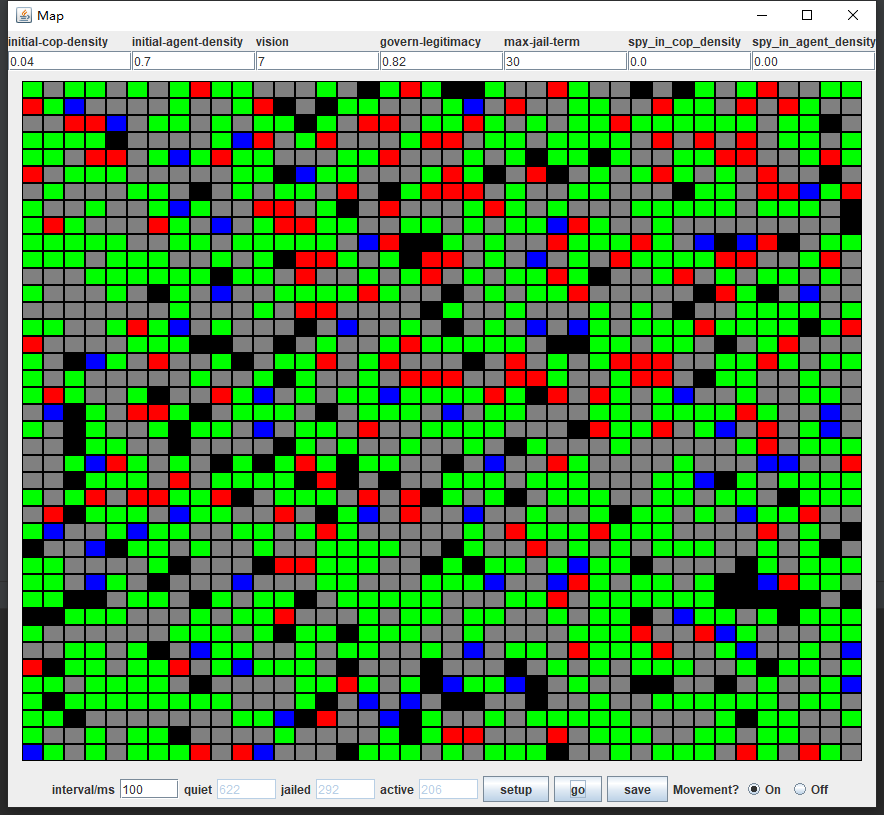 Map
initial-cop-density initial-agent-density vision govern-legitimacy max-jail-term spy_in_cop_density spy_in_agent_density
0.04 0.7 7 0.82 30 0.0 0.00
interval/ms 100 quiet 622 jailed 292 active 206 setup go save Movement? On Off